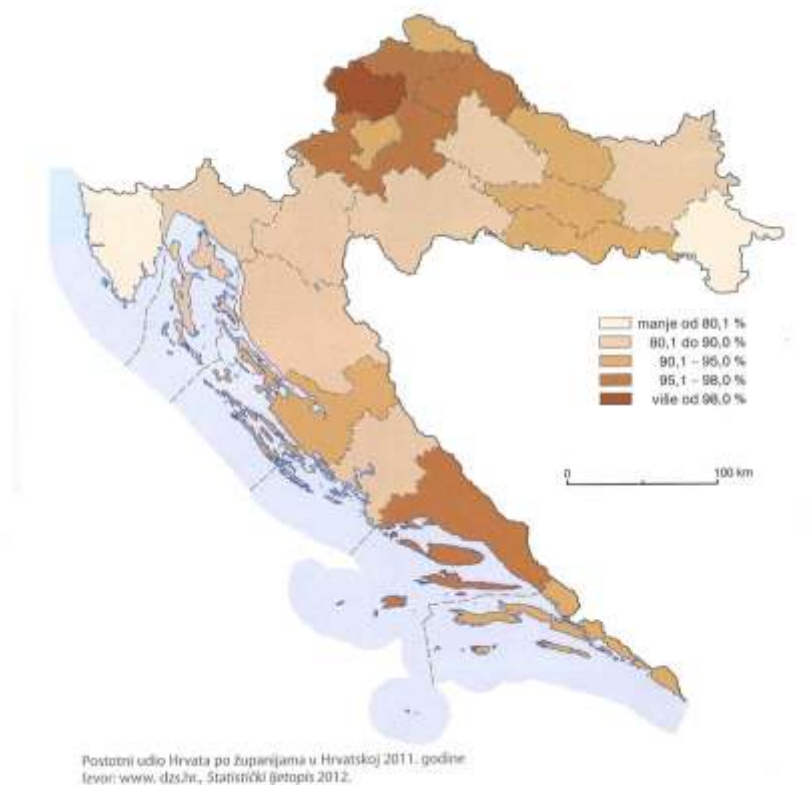 manje od 80,1 %
80,1 do 90,0 %
90,1 – 95,0 %
95,1 – 98,0 %
više od 98,0 %
0 100 km
Postotni udio Hrvata po županijama u Hrvatskoj 2011. godine
Izvor: www. dzs.hr., Statistički ljetopis 2012.